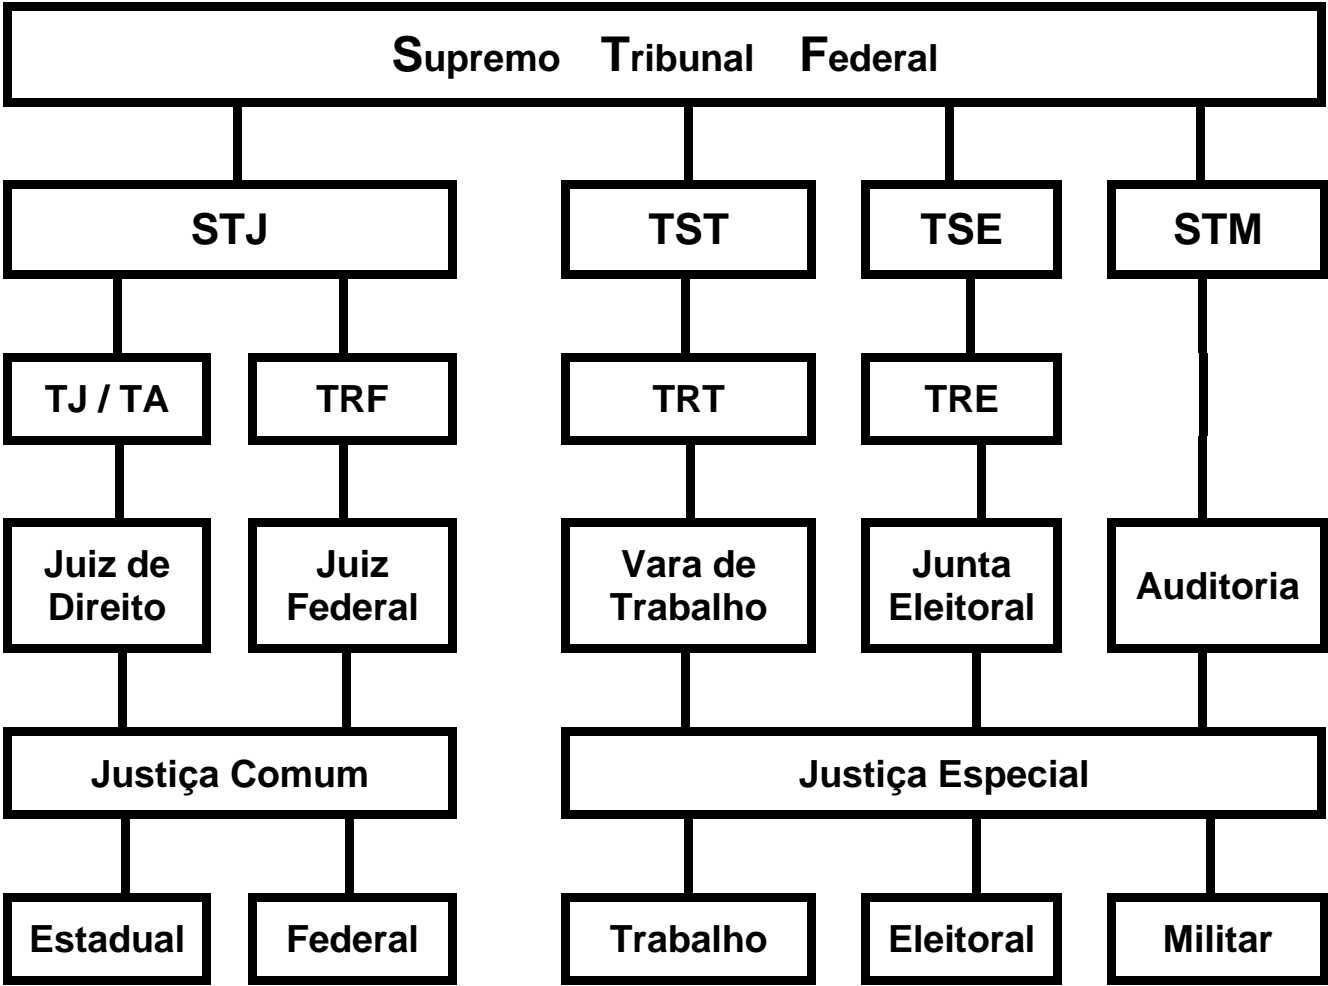 Supremo Tribunal Federal
STJ
TST
TSE
STM
TJ / TA
TRF
TRT
TRE
Juiz de
Direito
Juiz
Federal
Vara de
Trabalho
Junta
Eleitoral
Auditoria
Justiça Comum
Justiça Especial
Estadual
Federal
Trabalho
Eleitoral
Militar